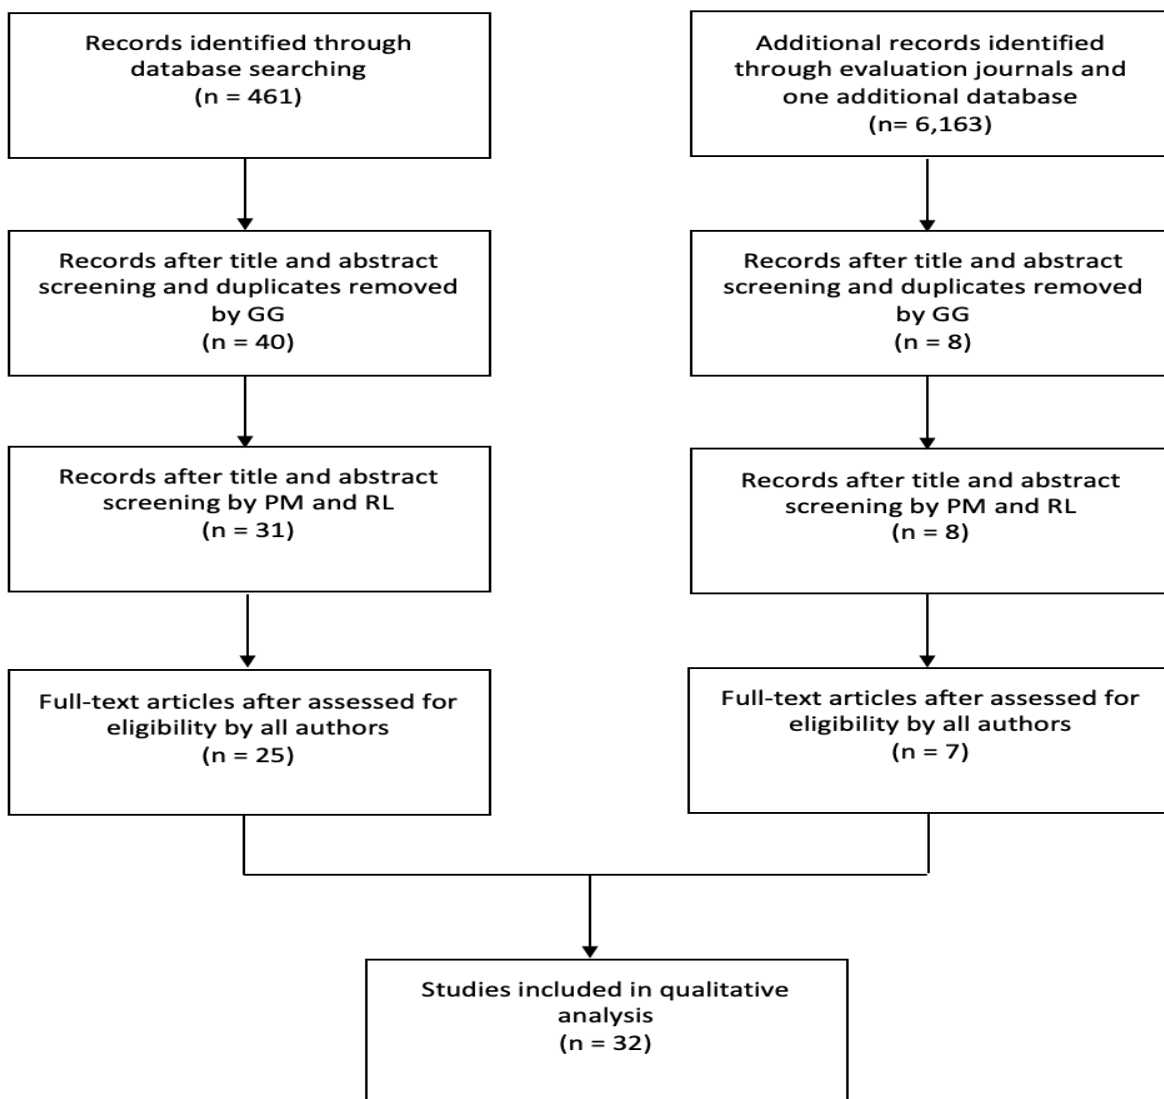 Records identified through
database searching
(n = 461)
Additional records identified
through evaluation journals and
one additional database
(n= 6,163)
Records after title and abstract
screening and duplicates removed
by GG
(n = 40)
Records after title and abstract
screening and duplicates removed
by GG
(n = 8)
Records after title and abstract
screening by PM and RL
(n = 31)
Records after title and abstract
screening by PM and RL
(n = 8)
Full-text articles after assessed for
eligibility by all authors
(n = 25)
Full-text articles after assessed for
eligibility by all authors
(n = 7)
Studies included in qualitative
analysis
(n = 32)